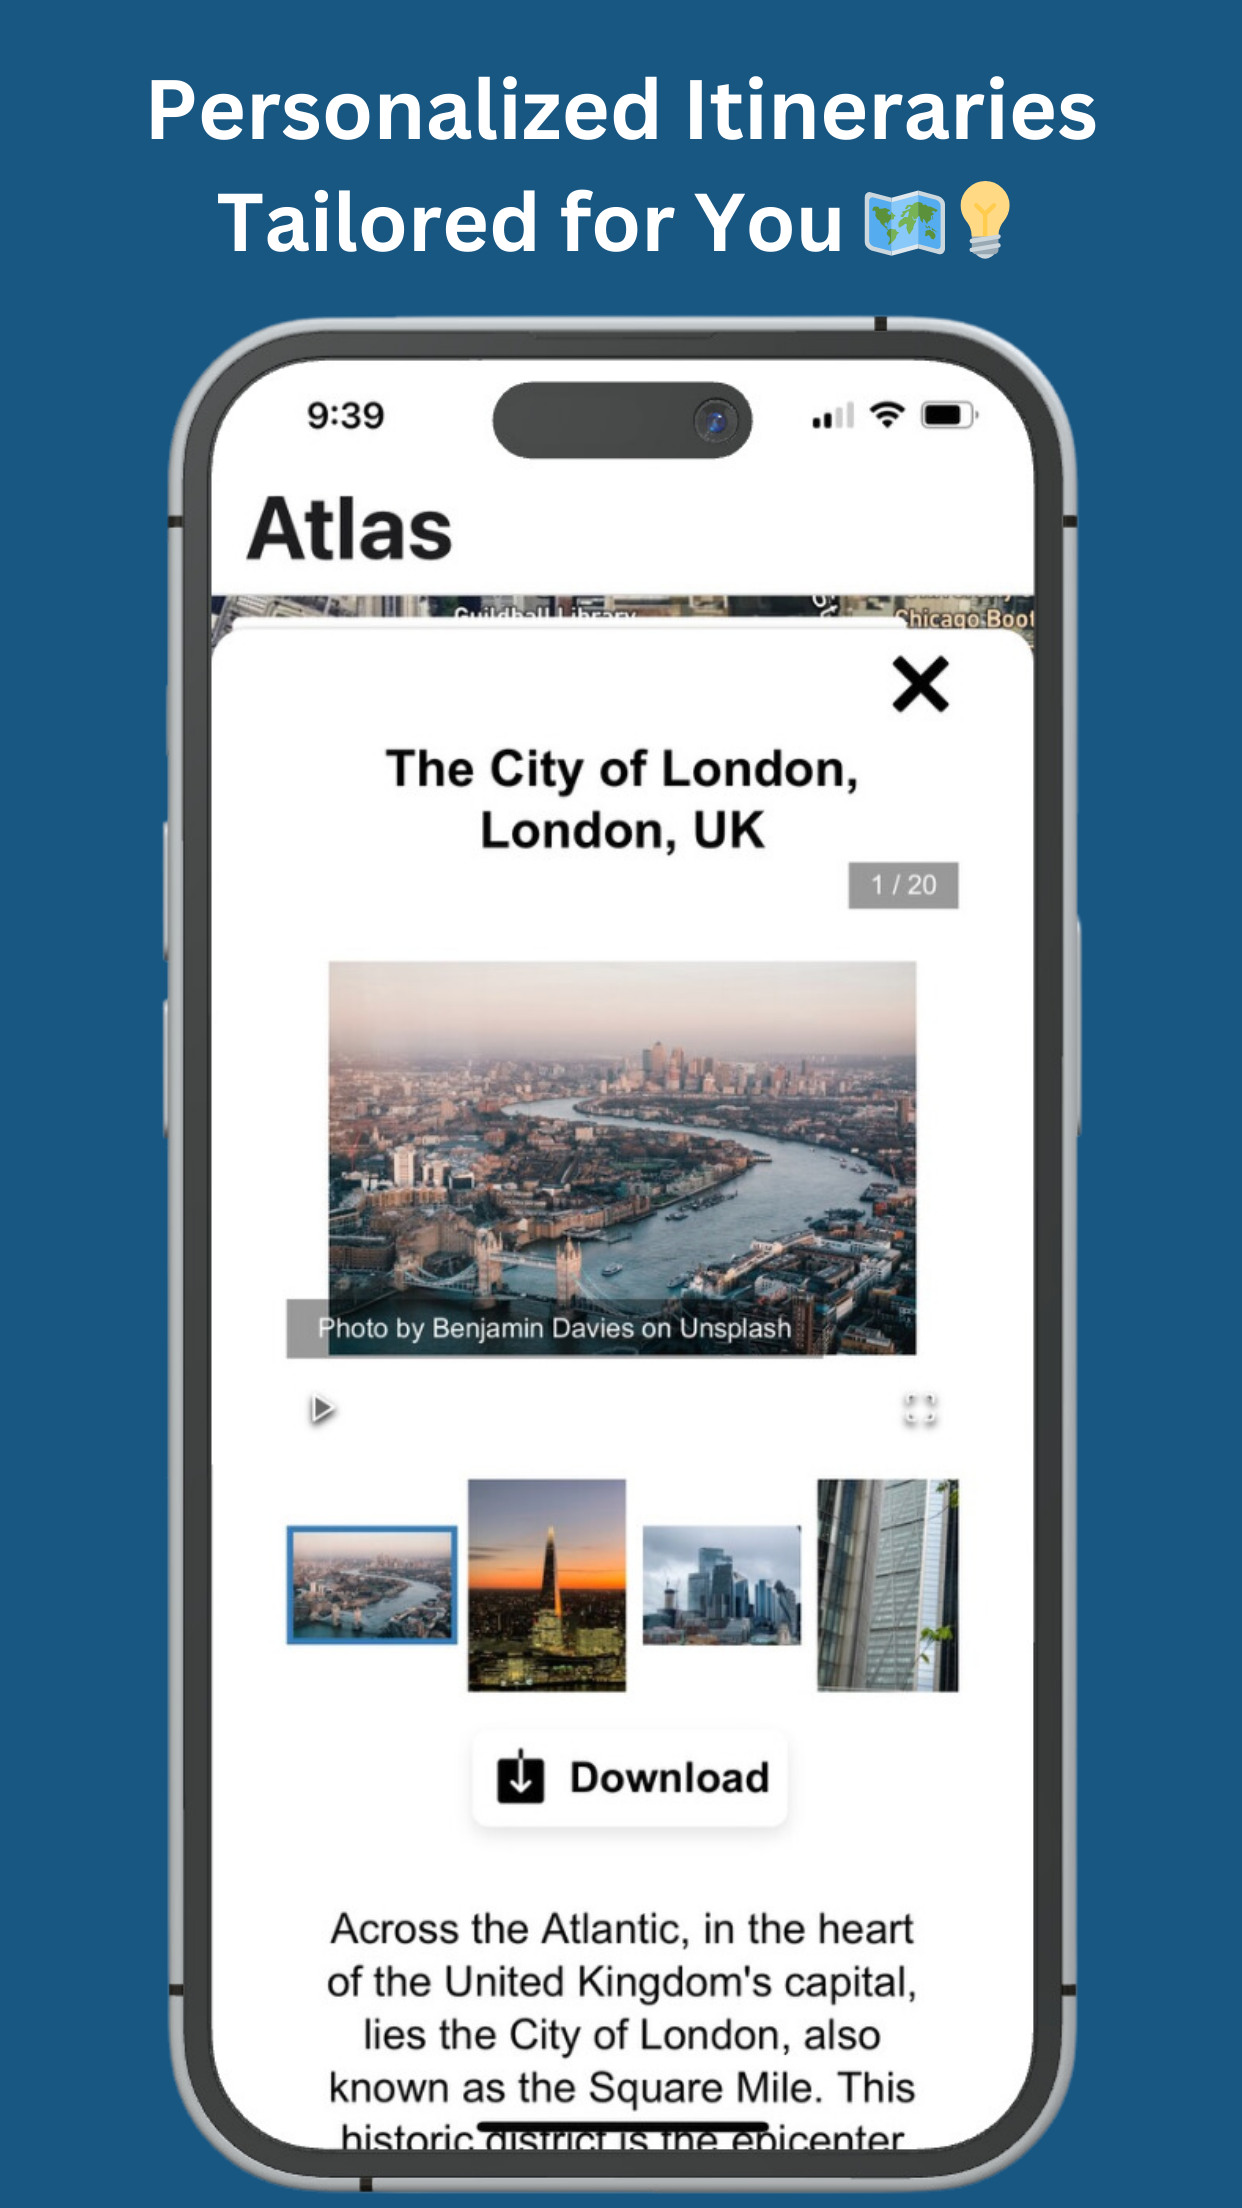 Personalized Itineraries
Tailored for You 🗺️💡
9:39
Atlas
Guildhall Library
Chicago Boot
The City of London,
London, UK
1 / 20
Photo by Benjamin Davies on Unsplash
Download
Across the Atlantic, in the heart
of the United Kingdom's capital,
lies the City of London, also
known as the Square Mile. This
historic district is the epicenter